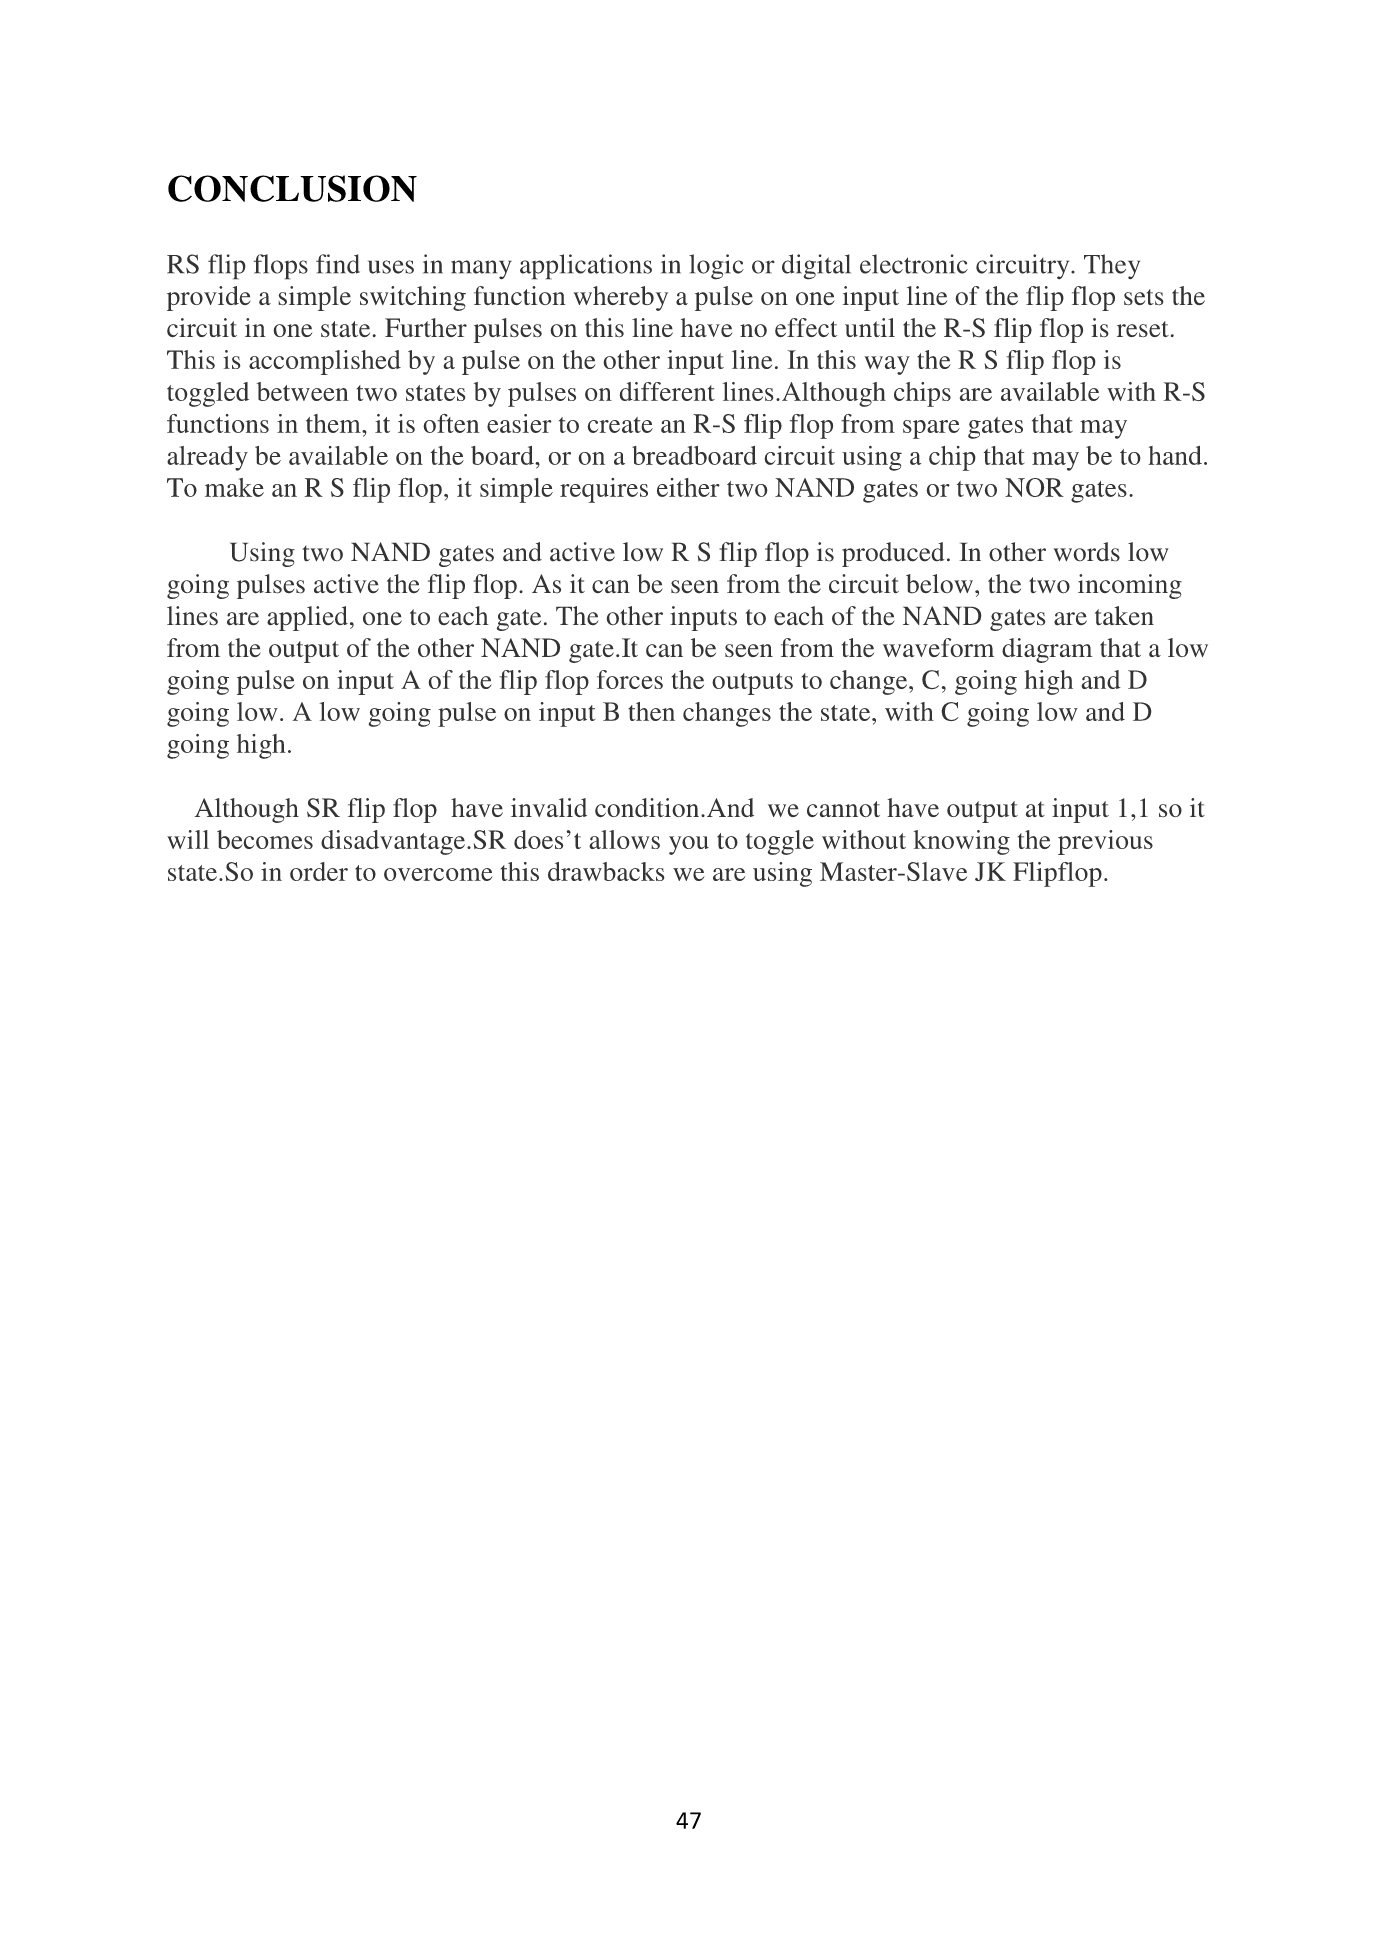 CONCLUSION
RS flip flops find uses in many applications in logic or digital electronic circuitry. They
provide a simple switching function whereby a pulse on one input line of the flip flop sets the
circuit in one state. Further pulses on this line have no effect until the R-S flip flop is reset.
This is accomplished by a pulse on the other input line. In this way the R S flip flop is
toggled between two states by pulses on different lines.Although chips are available with R-S
functions in them, it is often easier to create an R-S flip flop from spare gates that may
already be available on the board, or on a breadboard circuit using a chip that may be to hand.
To make an R S flip flop, it simple requires either two NAND gates or two NOR gates.
Using two NAND gates and active low R S flip flop is produced. In other words low
going pulses active the flip flop. As it can be seen from the circuit below, the two incoming
lines are applied, one to each gate. The other inputs to each of the NAND gates are taken
from the output of the other NAND gate.It can be seen from the waveform diagram that a low
going pulse on input A of the flip flop forces the outputs to change, C, going high and D
going low. A low going pulse on input B then changes the state, with C going low and D
going high.
Although SR flip flop  have invalid condition.And  we cannot have output at input 1,1 so it
will becomes disadvantage.SR does’t allows you to toggle without knowing the previous
state.So in order to overcome this drawbacks we are using Master-Slave JK Flipflop.
47